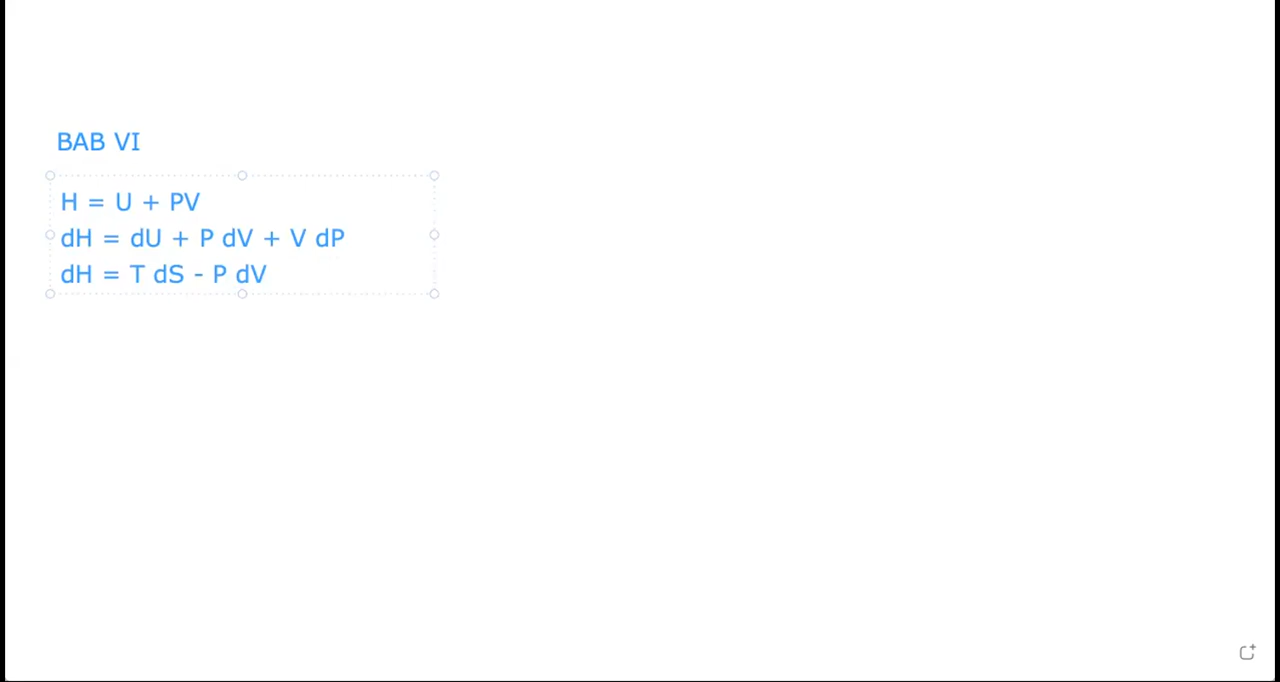 BAB VI
H = U + PV
dH = dU + P dV + V dP
dH = T dS - P dV